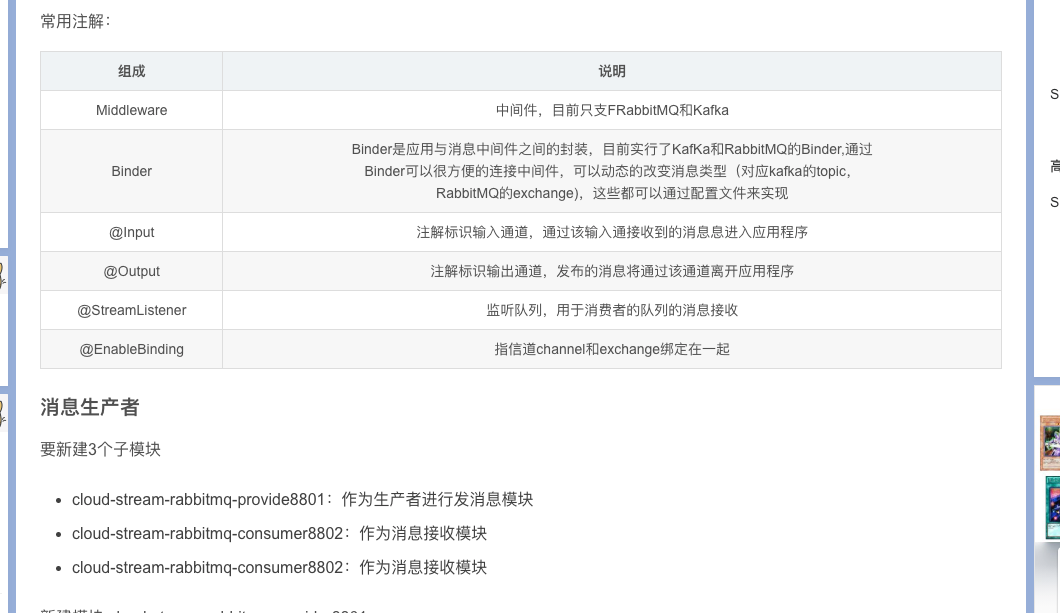 常用注解：
组成 说明
Middleware 中间件，目前只支FRabbitMQ和Kafka
Binder Binder是应用与消息中间件之间的封装，目前实行了KafKa和RabbitMQ的Binder,通过
Binder可以很方便的连接中间件，可以动态的改变消息类型（对应kafka的topic，
RabbitMQ的exchange)，这些都可以通过配置文件来实现
@Input 注解标识输入通道，通过该输入通接收到的消息息进入应用程序
@Output 注解标识输出通道，发布的消息将通过该通道离开应用程序
@StreamListener 监听队列，用于消费者的队列的消息接收
@EnableBinding 指信道channel和exchange绑定在一起
消息生产者
要新建3个子模块
• cloud-stream-rabbitmq-provide8801：作为生产者进行发消息模块
• cloud-stream-rabbitmq-consumer8802：作为消息接收模块
• cloud-stream-rabbitmq-consumer8802：作为消息接收模块
S
高
S